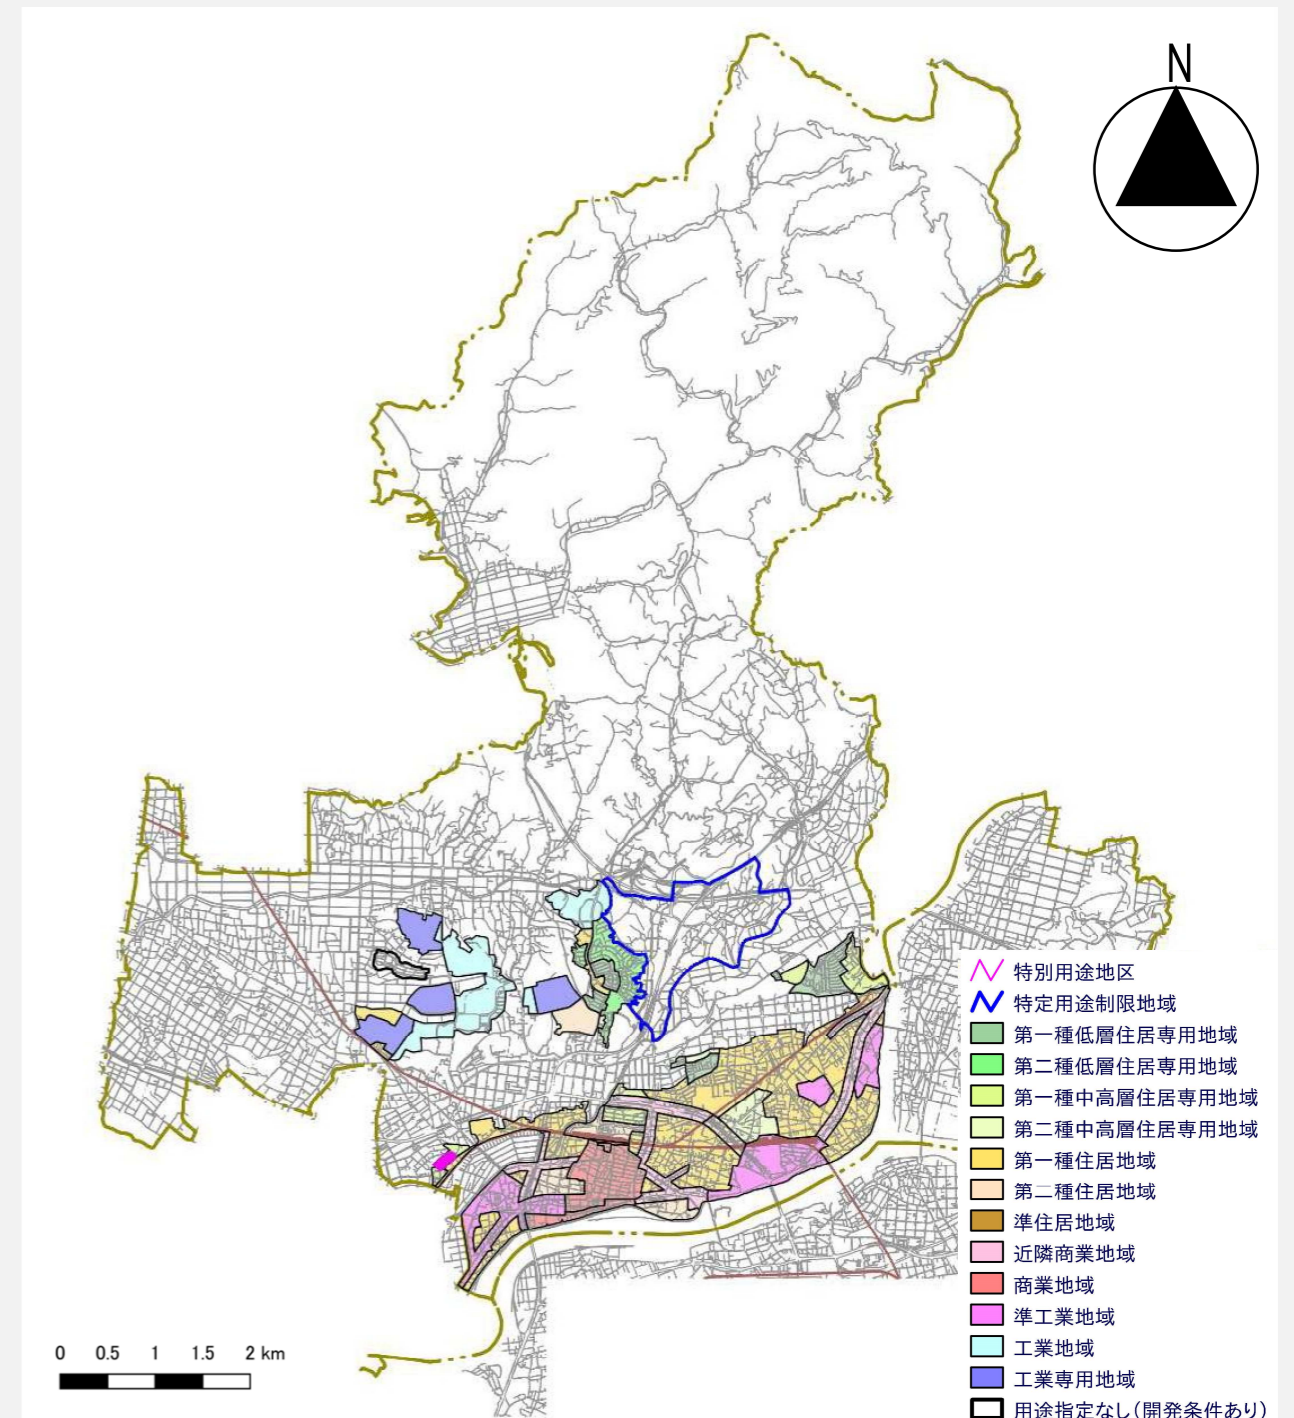 N
特別用途地区
特定用途制限地域
第一種低層住居専用地域
第二種低層住居専用地域
第一種中高層住居専用地域
第二種中高層住居専用地域
第一種住居地域
第二種住居地域
準住居地域
近隣商業地域
商業地域
準工業地域
工業地域
工業専用地域
用途指定なし(開発条件あり)
0 0.5 1 1.5 2 km